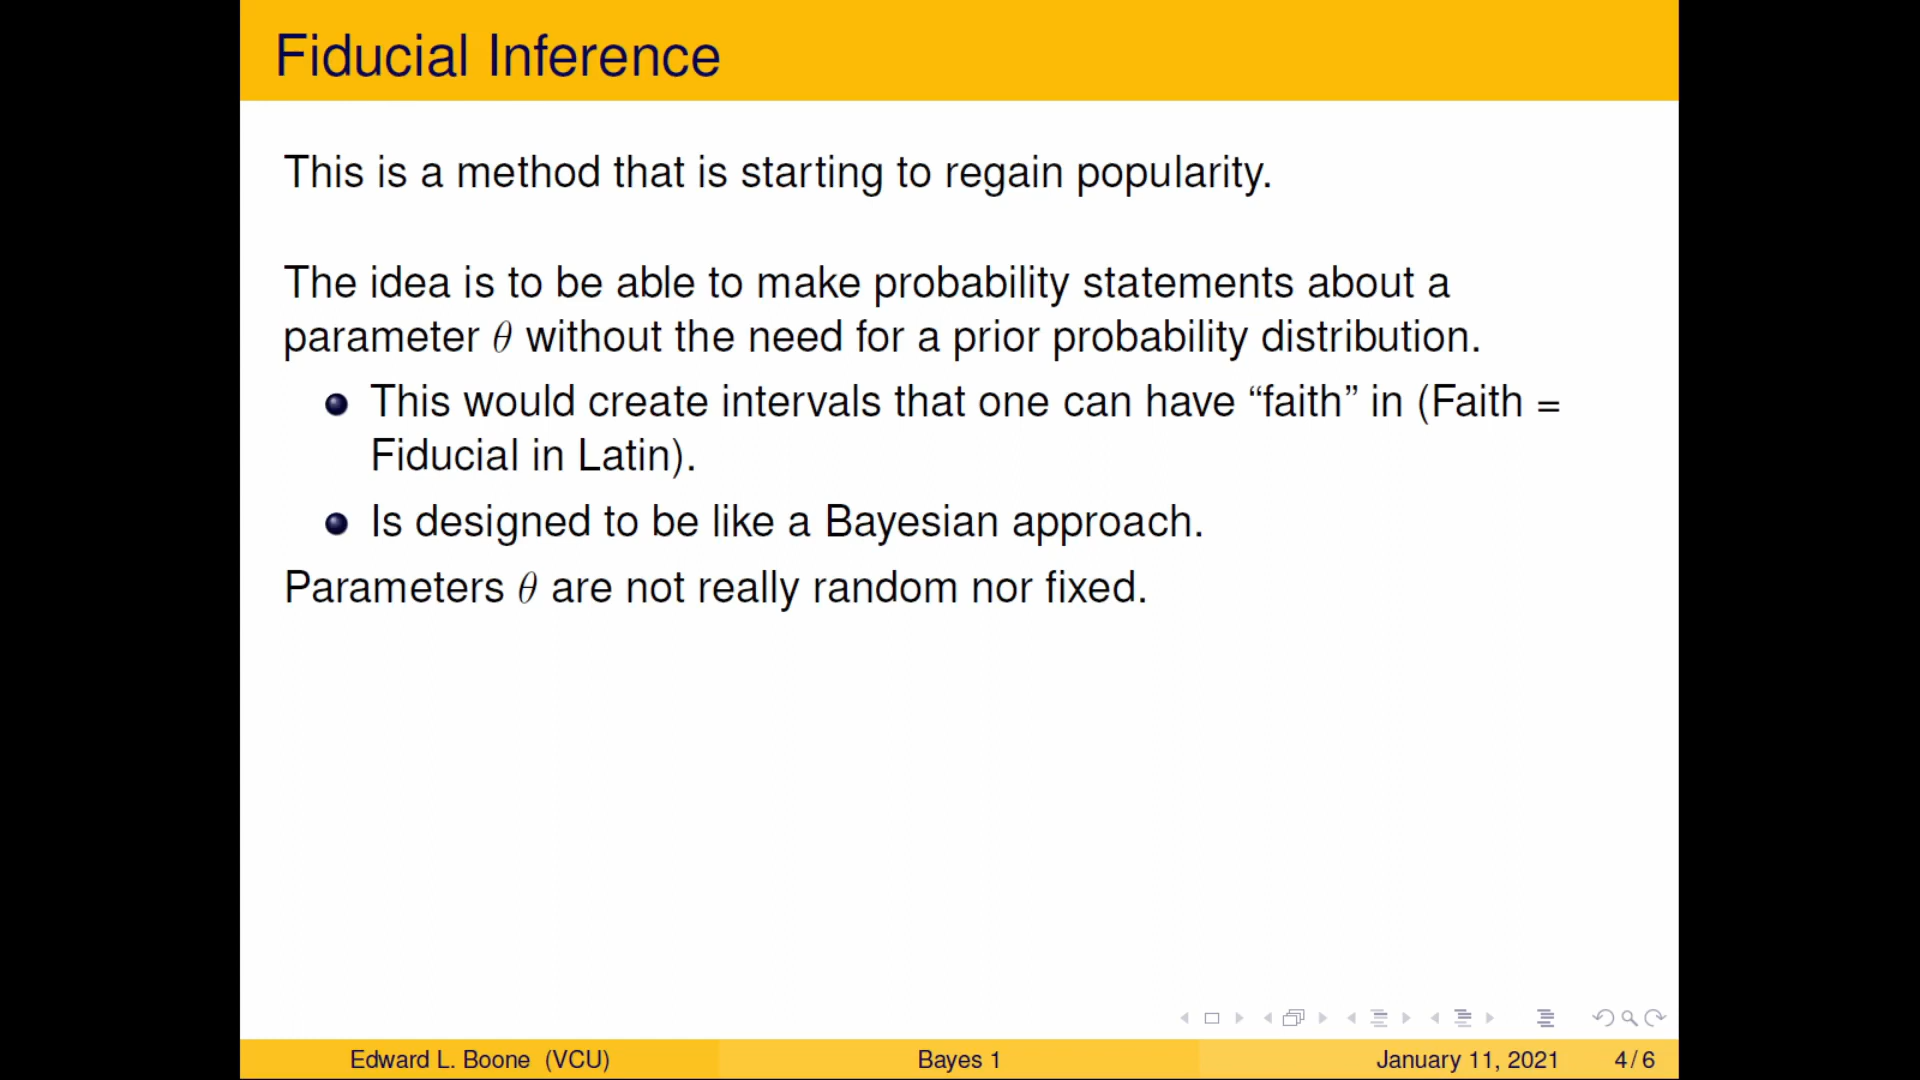 Fiducial Inference
This is a method that is starting to regain popularity.
The idea is to be able to make probability statements about a
parameter θ without the need for a prior probability distribution.
This would create intervals that one can have “faith” in (Faith =
Fiducial in Latin).
Is designed to be like a Bayesian approach.
Parameters θ are not really random nor fixed.
Edward L. Boone (VCU) Bayes 1 January 11, 2021 4 / 6